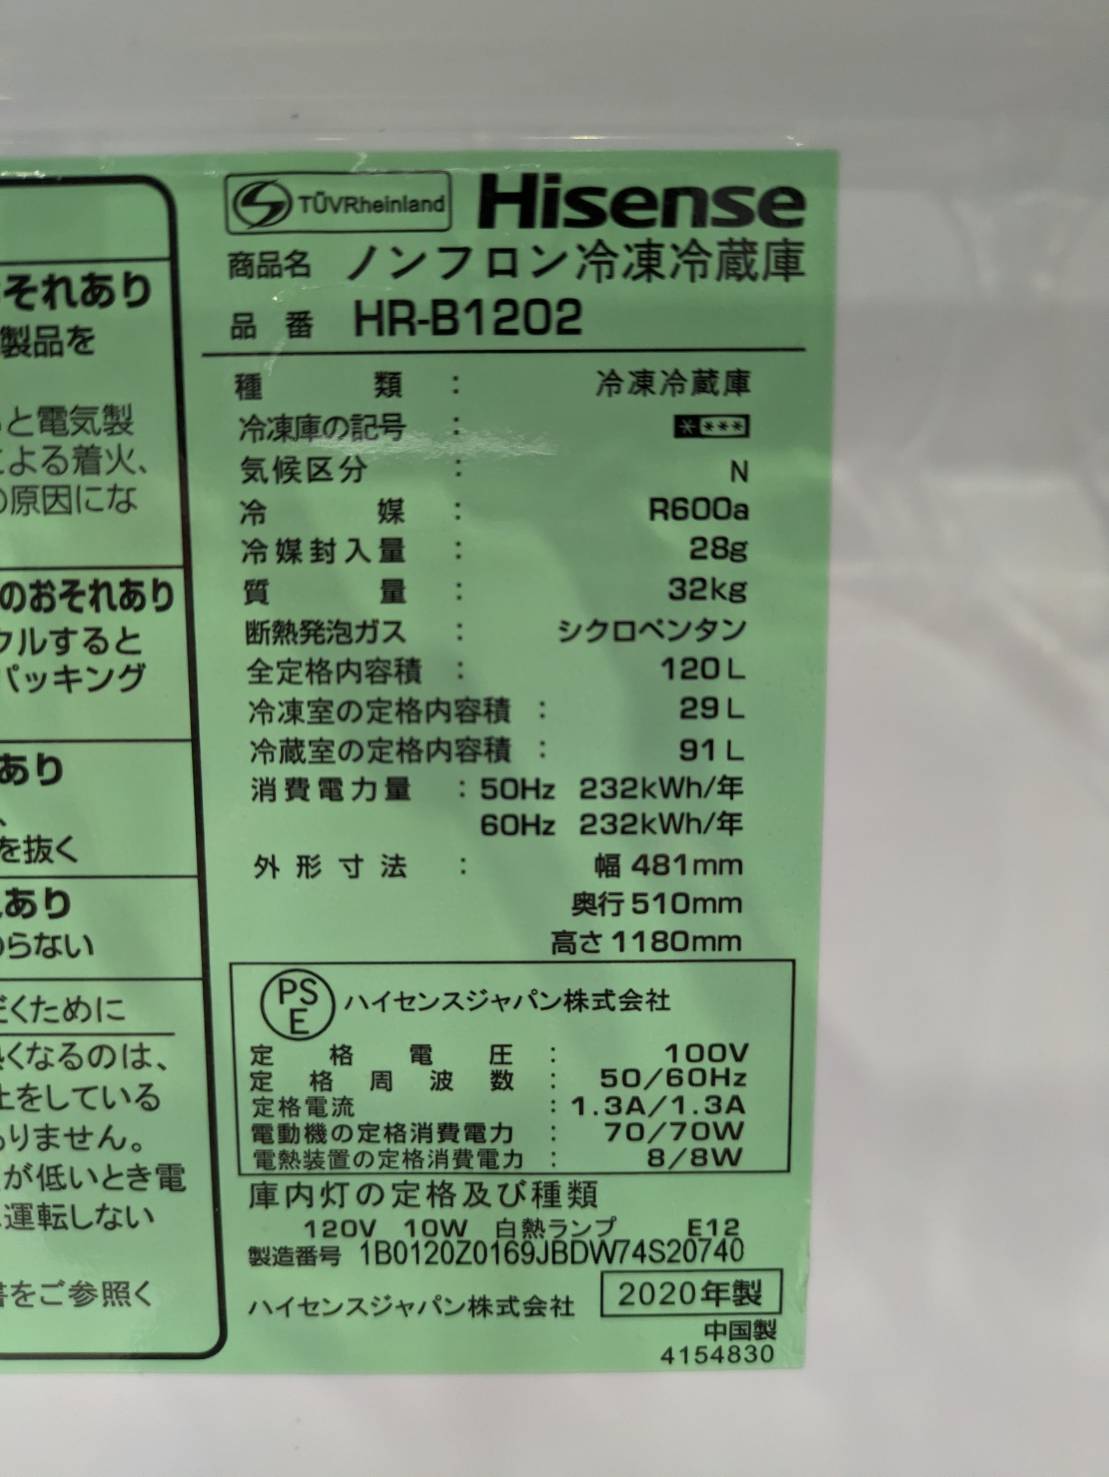 おそれあり
製品を
と電気製
よる着火、
の原因にな
のおそれあり
クルすると
パッキング
あり
を抜く
あり
わらない
だくために
熱くなるのは、
止をしている
ありません。
が低いとき電
運転しない
書をご参照く
TÜVRheinland Hisense
商品名 ノンフロン冷凍冷蔵庫
品番 HR-B1202
種類 : 冷凍冷蔵庫
冷凍庫の記号 : * ***
気候区分 : N
冷媒 : R600a
冷媒封入量 : 28g
質量 : 32kg
断熱発泡ガス : シクロペンタン
全定格内容積 : 120L
冷凍室の定格内容積 : 29L
冷蔵室の定格内容積 : 91L
消費電力量 : 50Hz 232kWh/年
60Hz 232kWh/年
外形寸法 : 幅 481mm
奥行 510mm
高さ 1180mm
PSE ハイセンスジャパン株式会社
定格電圧 : 100V
定格周波数 : 50/60Hz
定格電流 : 1.3A/1.3A
電動機の定格消費電力 : 70/70W
電熱装置の定格消費電力 : 8/8W
庫内灯の定格及び種類
120V 10W 白熱ランプ E12
製造番号 1B0120Z0169JBDW74S20740
ハイセンスジャパン株式会社 2020年製
中国製
4154830